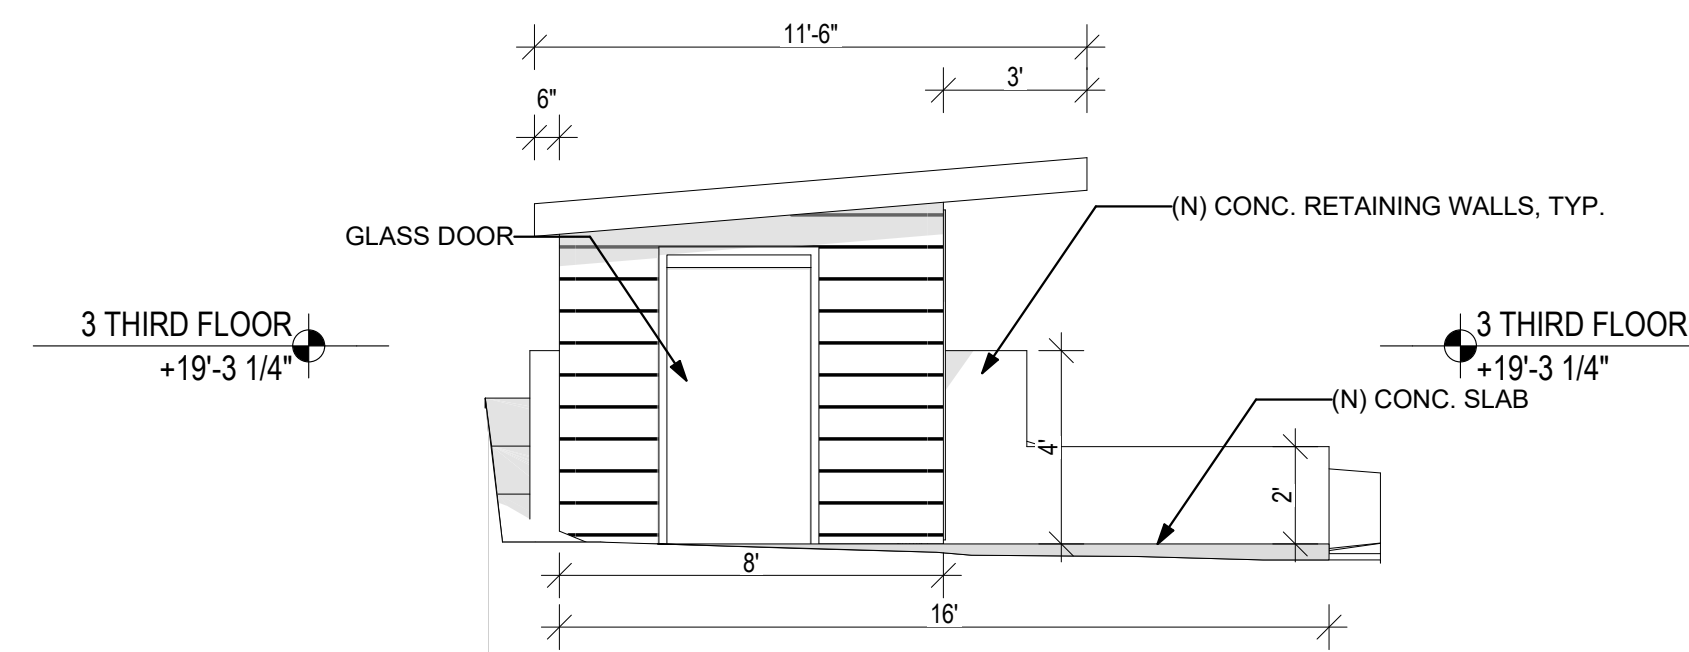 11'-6"
3'
6"
(N) CONC. RETAINING WALLS, TYP.
GLASS DOOR
3 THIRD FLOOR
+19'-3 1/4"
3 THIRD FLOOR
+19'-3 1/4"
(N) CONC. SLAB
4'
2'
8'
16'